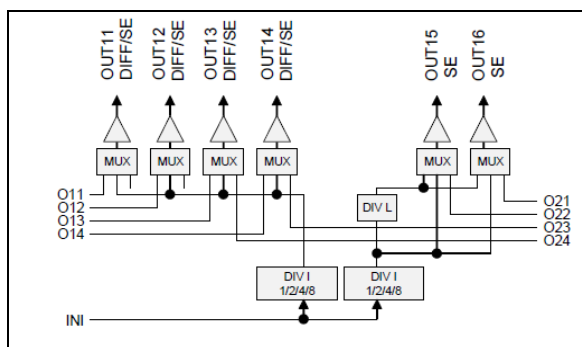 OUT11
DIFF/SE
OUT12
DIFF/SE
OUT13
DIFF/SE
OUT14
DIFF/SE
OUT15
SE
OUT16
SE
MUX
MUX
MUX
MUX
MUX
MUX
O11
O12
O13
O14
DIV L
O21
O22
O23
O24
DIV I
1/2/4/8
DIV I
1/2/4/8
INI